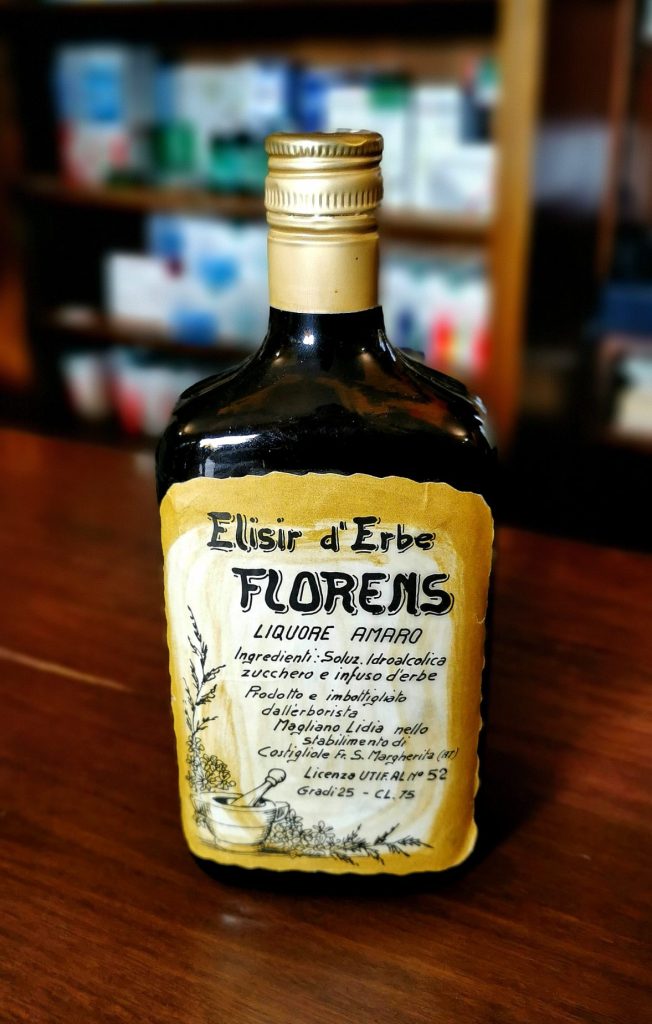 Elisir d'Erbe
FLORENS
LIQUORE AMARO
Ingredienti: Soluz. Idroalcolica
zucchero e infuso d'erbe
Prodotto e imbottigliato
dall'erborista
Magliano Lidia nello
stabilimento di
Costigliole Fr. S. Margherita (AT)
Licenza UTIF. AL N° 52
Gradi 25 - CL. 75